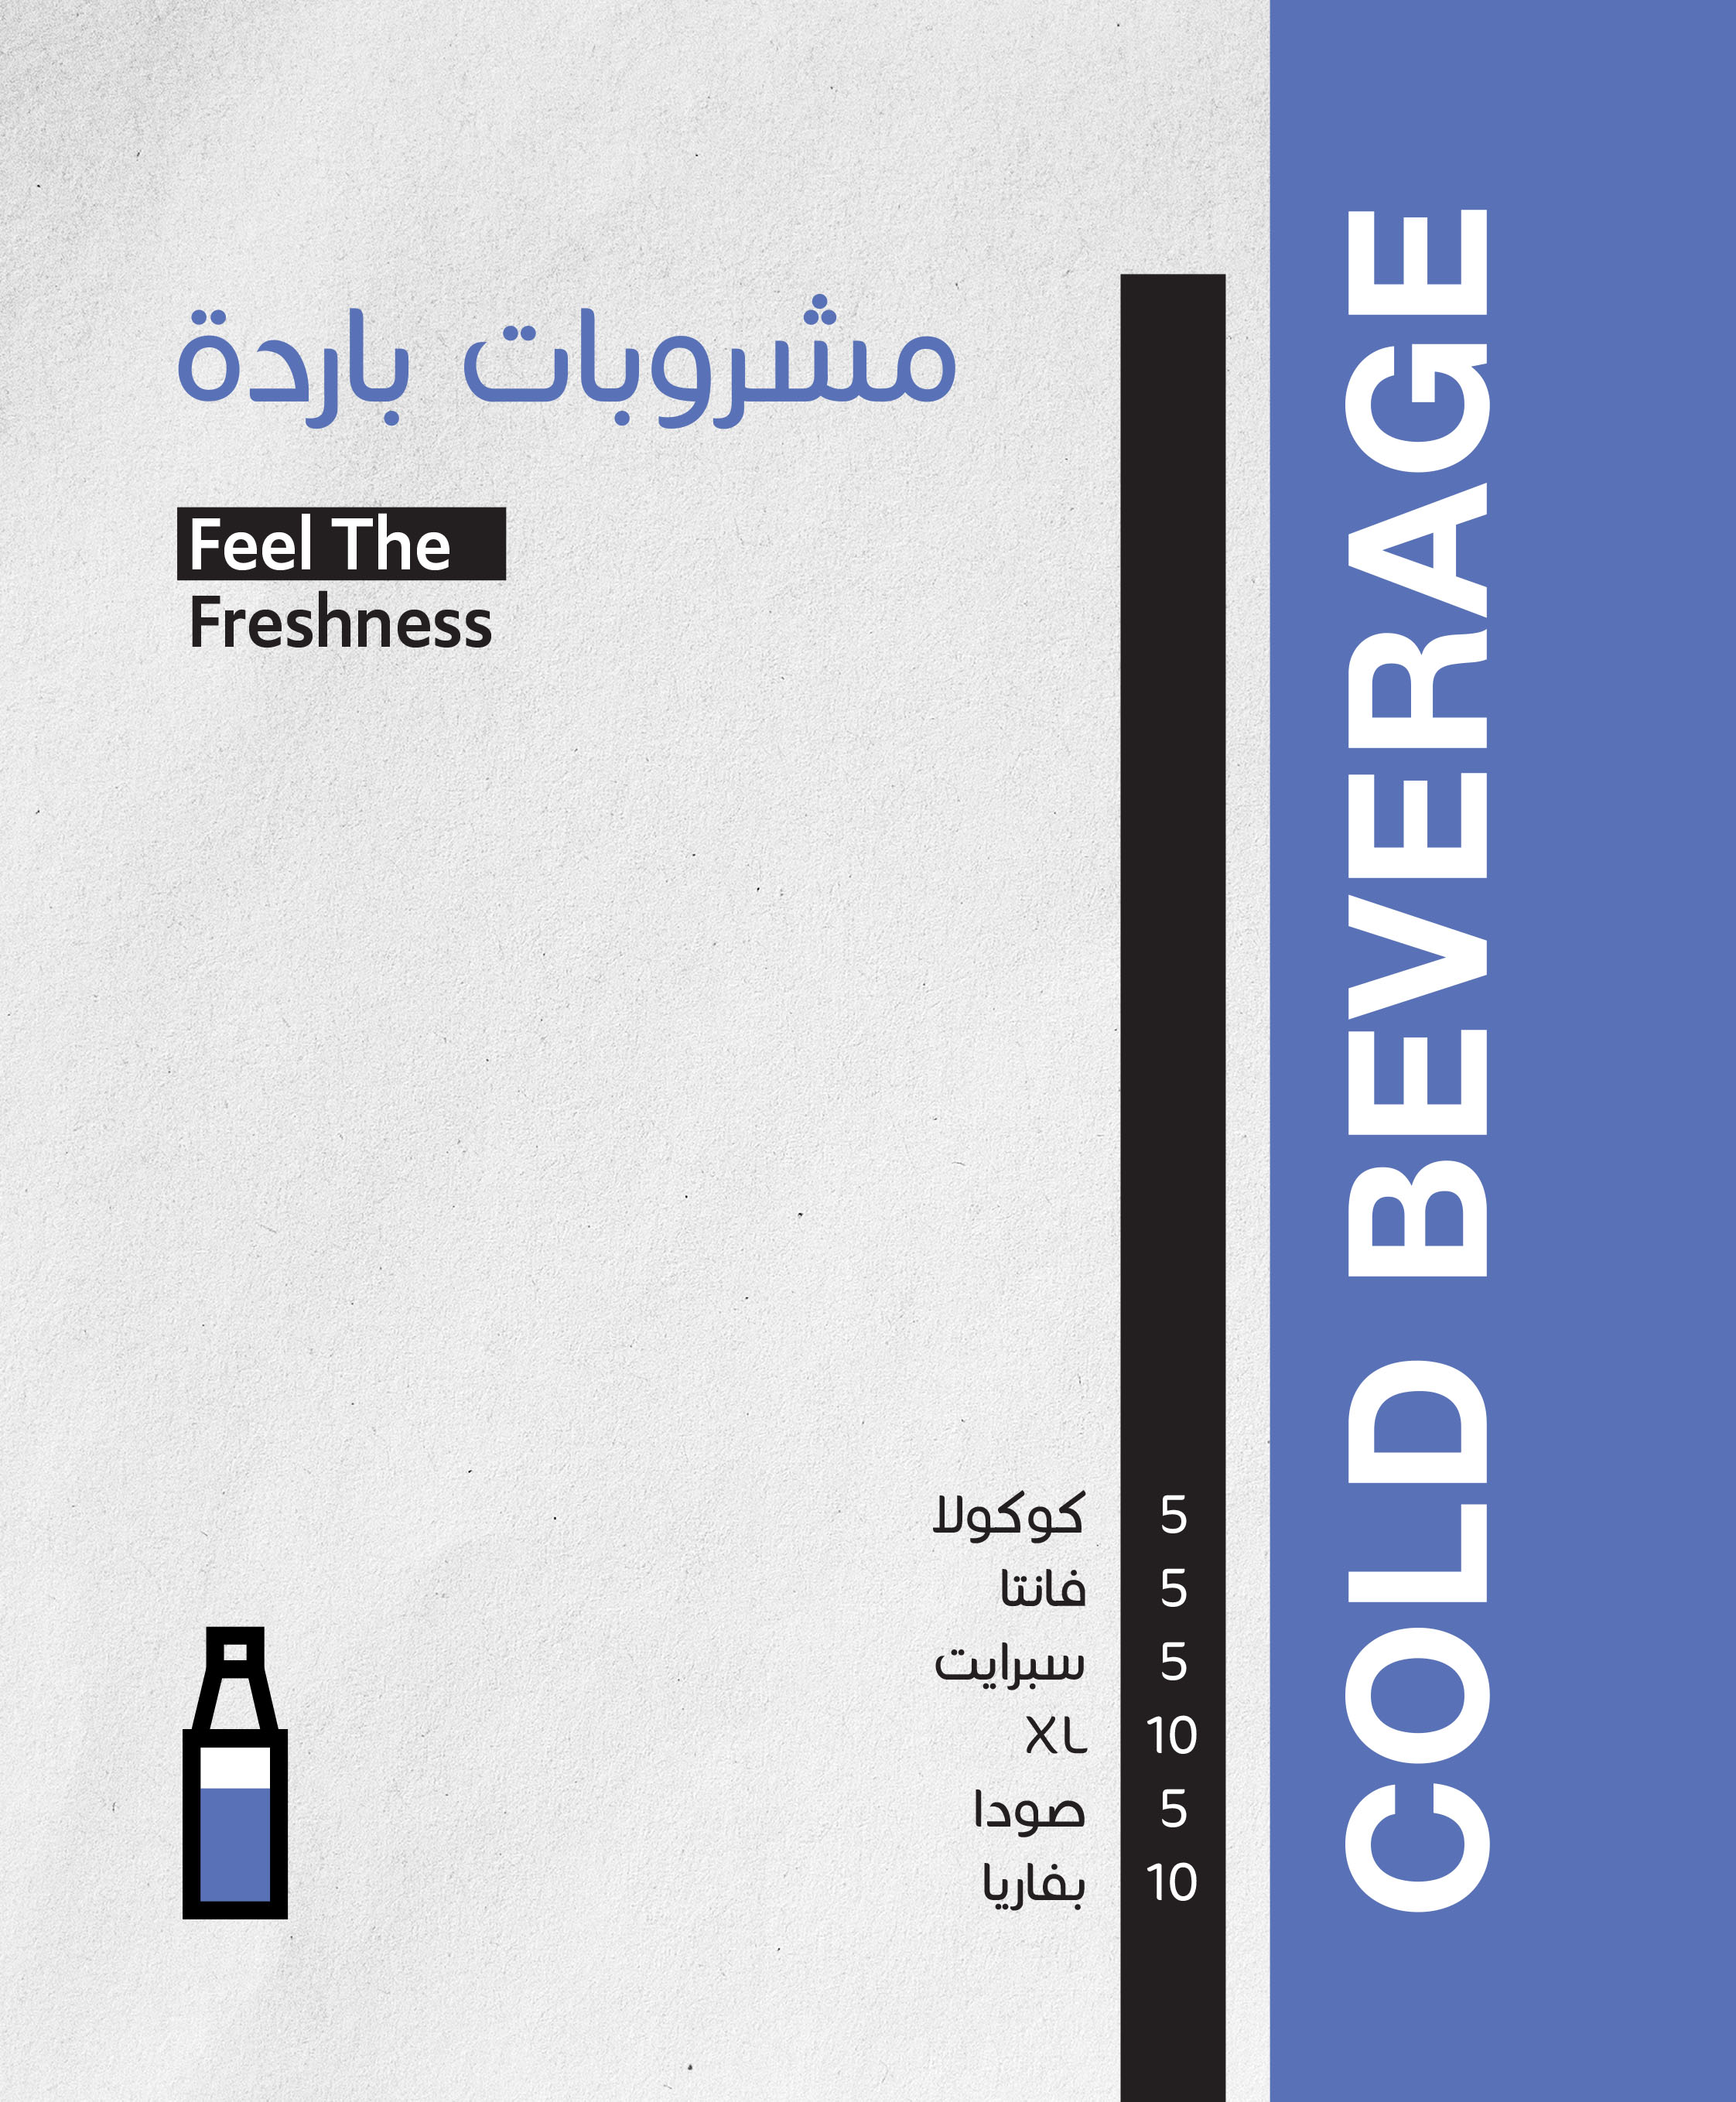 مشروبات باردة
Feel The
Freshness
كوكولا 5
فانتا 5
سبرايت 5
XL 10
صودا 5
بفاريا 10
COLD BEVERAGE